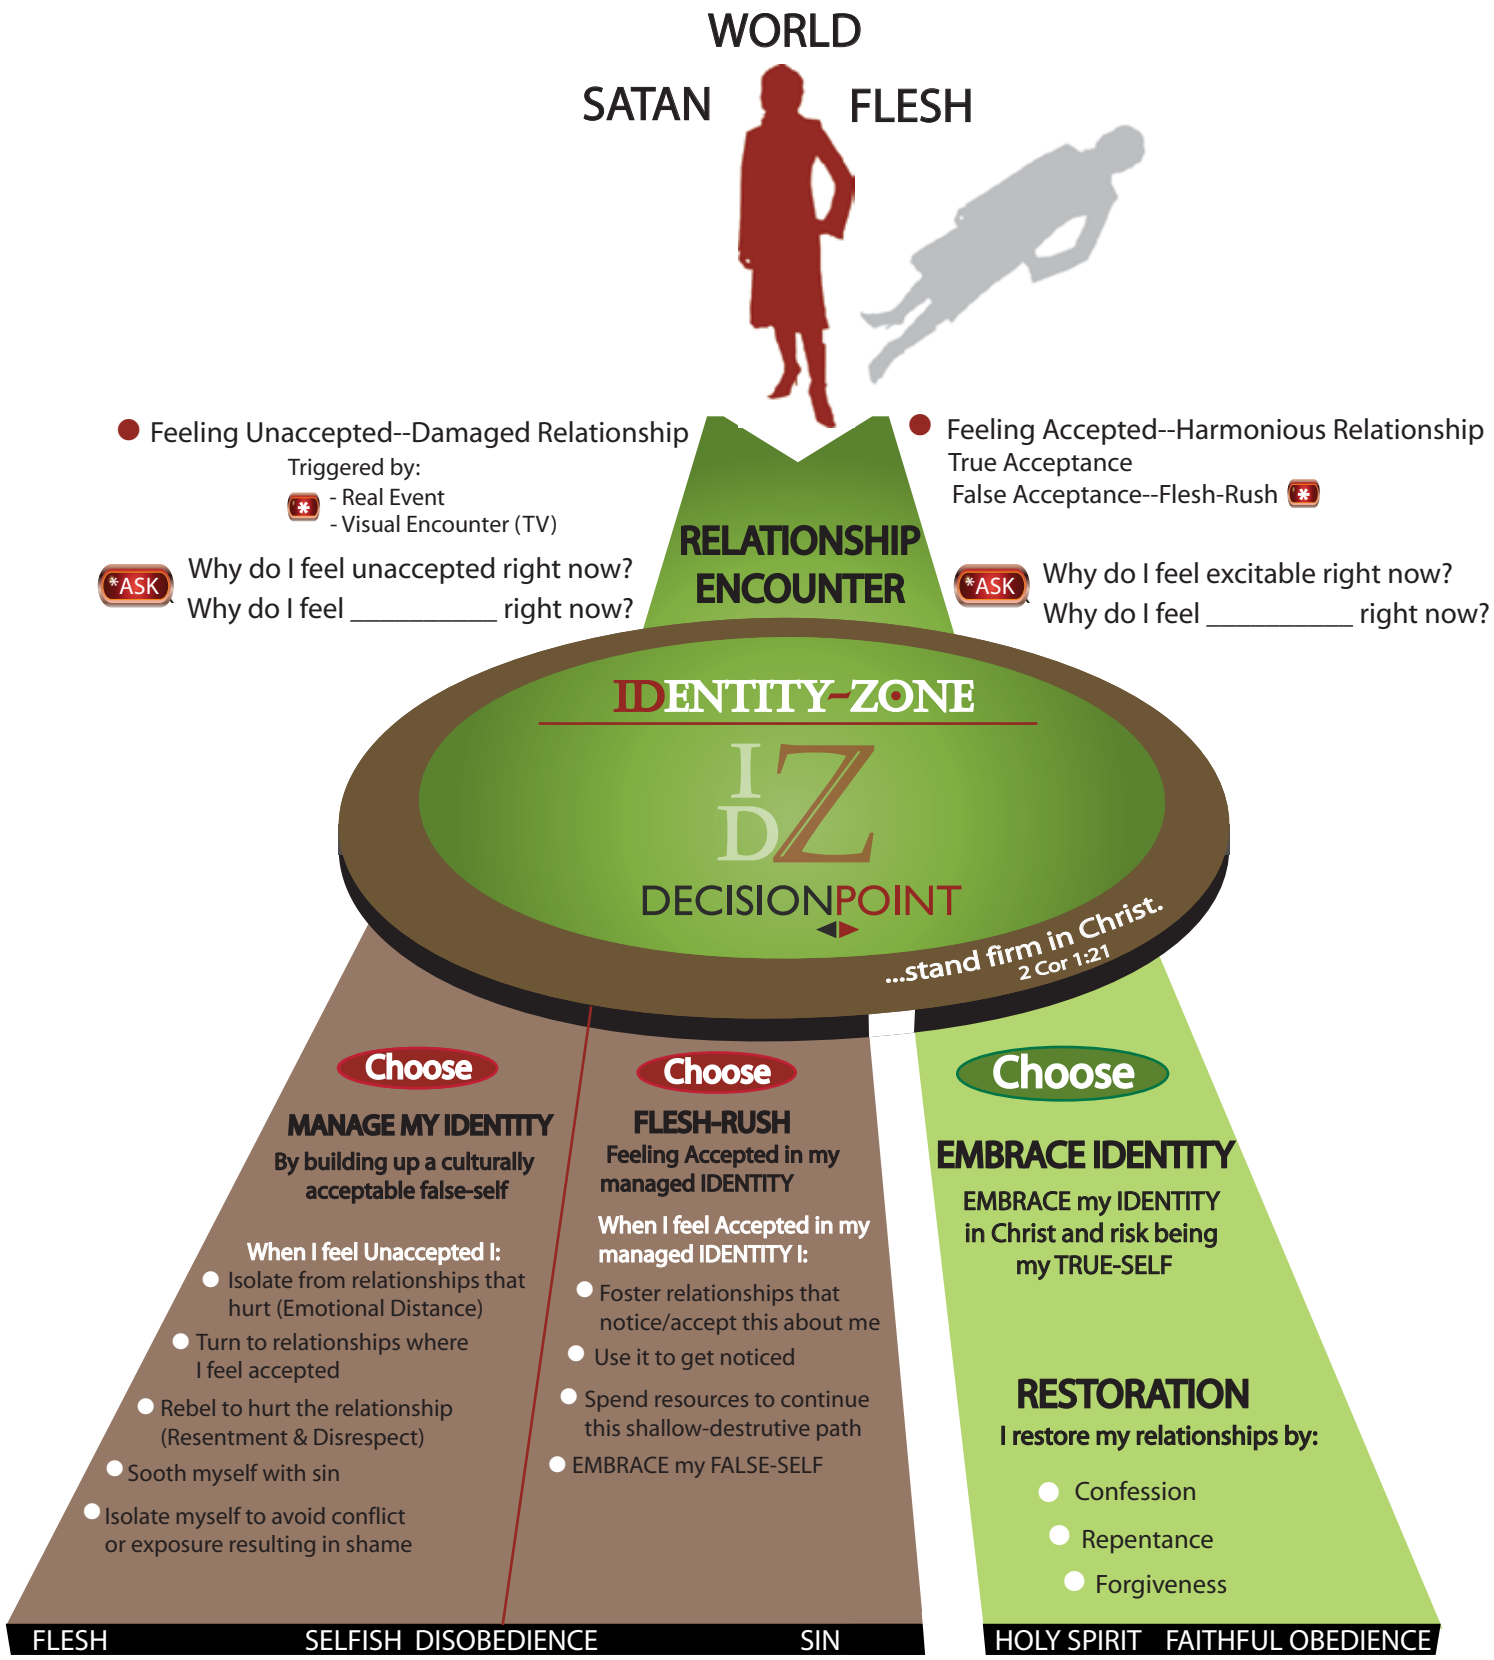 WORLD
SATAN
FLESH
Feeling Unaccepted--Damaged Relationship
Triggered by:
* - Real Event
- Visual Encounter (TV)
*ASK
Why do I feel unaccepted right now?
Why do I feel __________ right now?
Feeling Accepted--Harmonious Relationship
True Acceptance
False Acceptance--Flesh-Rush *
*ASK
Why do I feel excitable right now?
Why do I feel __________ right now?
RELATIONSHIP
ENCOUNTER
IDENTITY-ZONE
ID Z
DECISIONPOINT
...stand firm in Christ.
2 Cor 1:21
Choose
MANAGE MY IDENTITY
By building up a culturally
acceptable false-self
When I feel Unaccepted I:
Isolate from relationships that
hurt (Emotional Distance)
Turn to relationships where
I feel accepted
Rebel to hurt the relationship
(Resentment & Disrespect)
Sooth myself with sin
Isolate myself to avoid conflict
or exposure resulting in shame
Choose
FLESH-RUSH
Feeling Accepted in my
managed IDENTITY
When I feel Accepted in my
managed IDENTITY I:
Foster relationships that
notice/accept this about me
Use it to get noticed
Spend resources to continue
this shallow-destrutive path
EMBRACE my FALSE-SELF
Choose
EMBRACE IDENTITY
EMBRACE my IDENTITY
in Christ and risk being
my TRUE-SELF
RESTORATION
I restore my relationships by:
Confession
Repentance
Forgiveness
FLESH SELFISH DISOBEDIENCE SIN
HOLY SPIRIT FAITHFUL OBEDIENCE